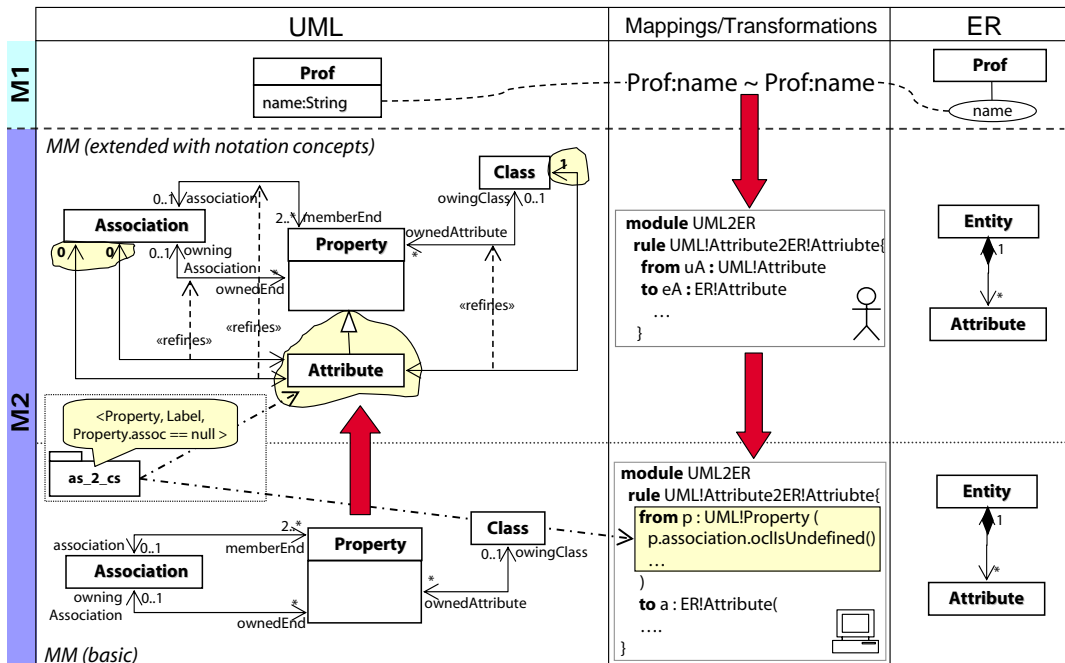 UML
Mappings/Transformations
ER
M1
Prof
name:String
Prof:name ~ Prof:name
Prof
name
M2
MM (extended with notation concepts)
Class
1
owingClass
0..1
0..1
association
2..*
memberEnd
Association
0
0
0..1
owning
Association
*
ownedEnd
Property
ownedAttribute
*
«refines»
«refines»
«refines»
Attribute
module UML2ER
rule UML!Attribute2ER!Attriubte{
from uA : UML!Attribute
to eA : ER!Attribute
…
}
Entity
1
*
Attribute
<Property, Label,
Property.assoc == null >
as_2_cs
association
0..1
2..*
memberEnd
Association
owning
Association
0..1
*
ownedEnd
Property
Class
0..1
owingClass
*
ownedAttribute
MM (basic)
module UML2ER
rule UML!Attribute2ER!Attriubte{
from p : UML!Property (
p.association.oclIsUndefined()
…
)
to a : ER!Attribute(
….
}
Entity
1
*
Attribute